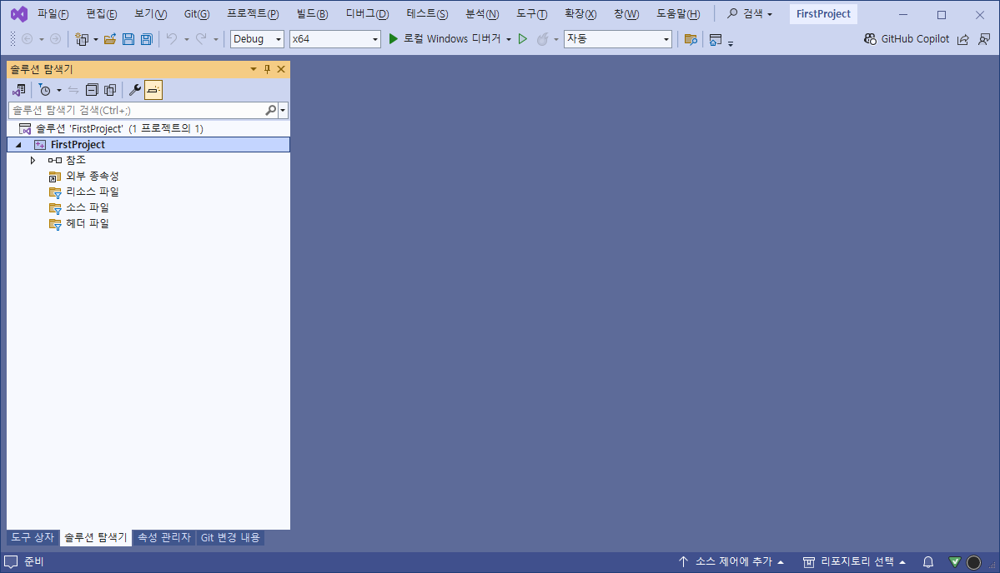 파일(F) 편집(E) 보기(V) Git(G) 프로젝트(P) 빌드(B) 디버그(D) 테스트(S) 분석(N) 도구(T) 확장(X) 창(W) 도움말(H) 검색 FirstProject
Debug x64 로컬 Windows 디버거 자동 GitHub Copilot
솔루션 탐색기
솔루션 탐색기 검색(Ctrl+;)
솔루션 'FirstProject' (1 프로젝트의 1)
FirstProject
참조
외부 종속성
리소스 파일
소스 파일
헤더 파일
도구 상자 솔루션 탐색기 속성 관리자 Git 변경 내용
준비 소스 제어에 추가 리포지토리 선택